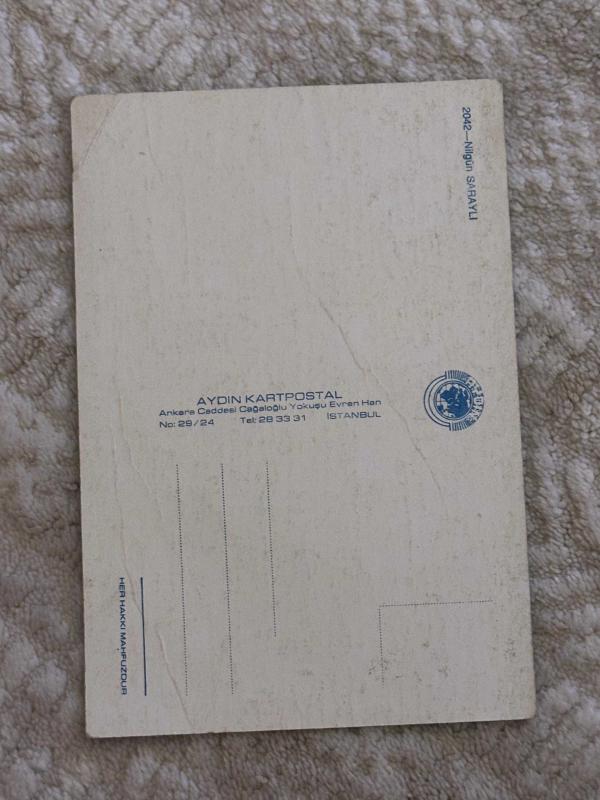 2042—Nilgün SARAYLI
AYDIN KARTPOSTAL
Ankara Caddesi Cağaloğlu Yokuşu Evren Han
No: 29/24 Tel: 28 33 31 İSTANBUL
HER HAKKI MAHFUZDUR